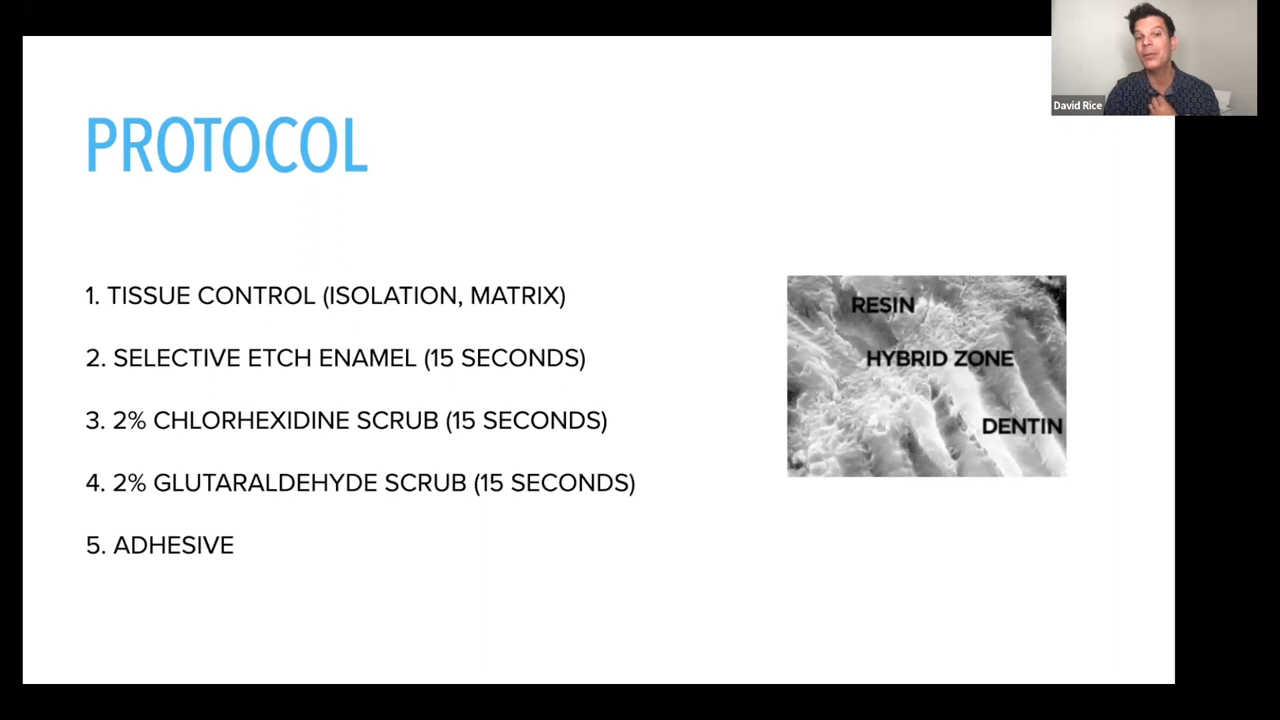 David Rice
PROTOCOL
1. TISSUE CONTROL (ISOLATION, MATRIX)
2. SELECTIVE ETCH ENAMEL (15 SECONDS)
3. 2% CHLORHEXIDINE SCRUB (15 SECONDS)
4. 2% GLUTARALDEHYDE SCRUB (15 SECONDS)
5. ADHESIVE
RESIN
HYBRID ZONE
DENTIN